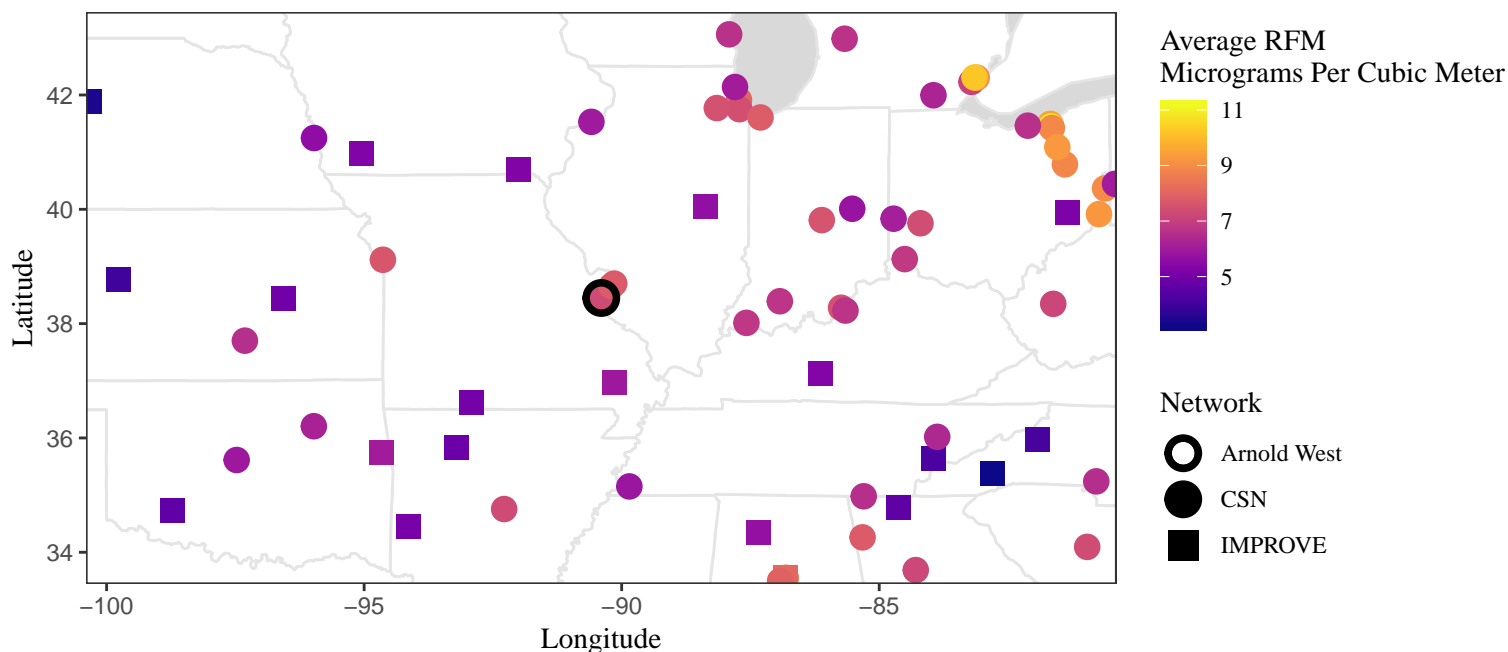 Average RFM
Micrograms Per Cubic Meter
11
9
7
5
Network
Arnold West
CSN
IMPROVE
Latitude
42
40
38
36
34
−100
−95
−90
−85
Longitude